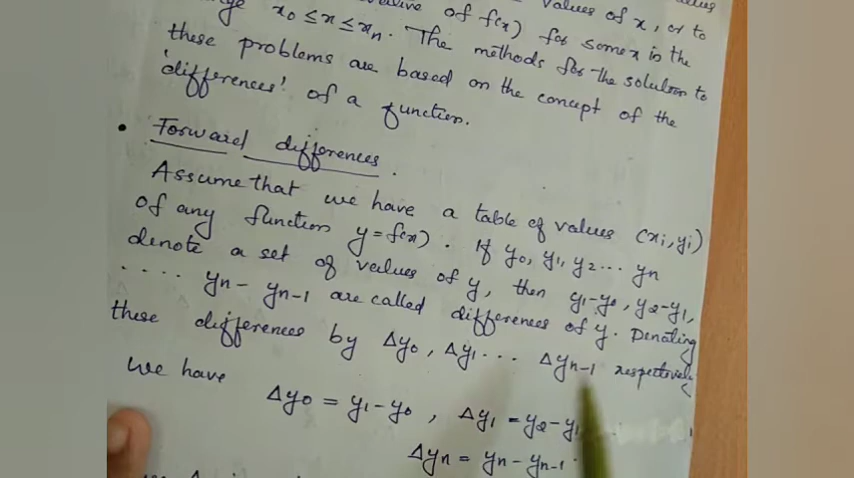 values of x, or to
of f(x) for some x in the
x0 ≤ x ≤ xn. The methods for the solution to
these problems are based on the concept of the
'differences' of a function.
• Forward differences.
Assume that we have a table of values (xi, yi)
of any function y = f(x). If y0, y1, y2... yn
denote a set of values of y, then y1-y0, y2-y1,
.... yn - yn-1 are called differences of y. Denoting
these differences by Δy0, Δy1... Δyn-1 respectively
we have
Δy0 = y1 - y0, Δy1 = y2 - y1
Δyn = yn - yn-1